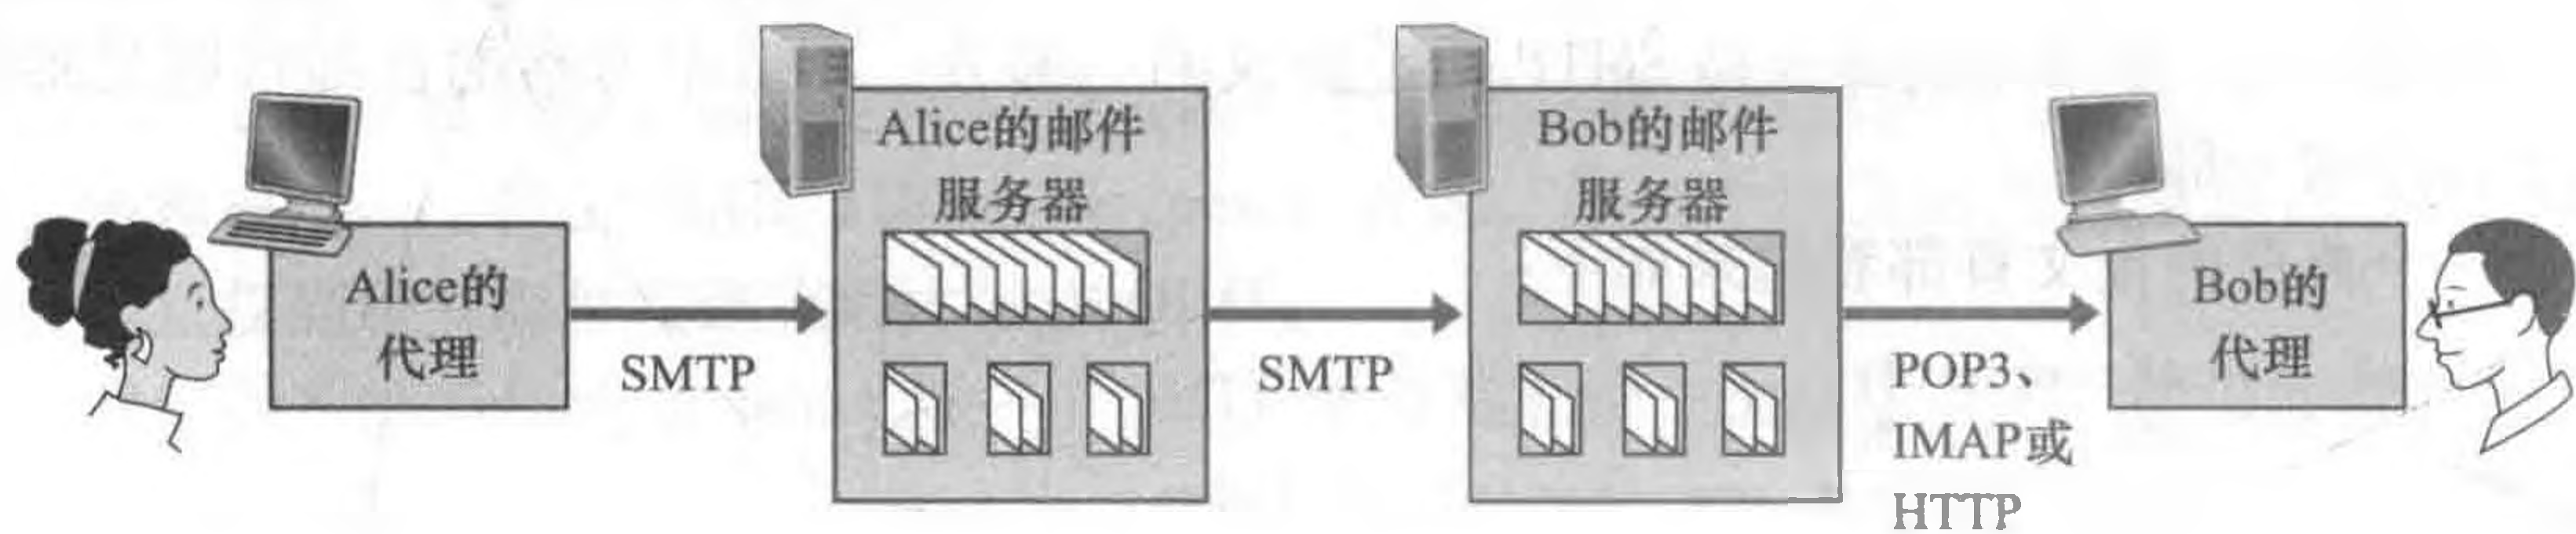 Alice的
代理
SMTP
Alice的邮件
服务器
SMTP
Bob的邮件
服务器
POP3、
IMAP或
HTTP
Bob的
代理